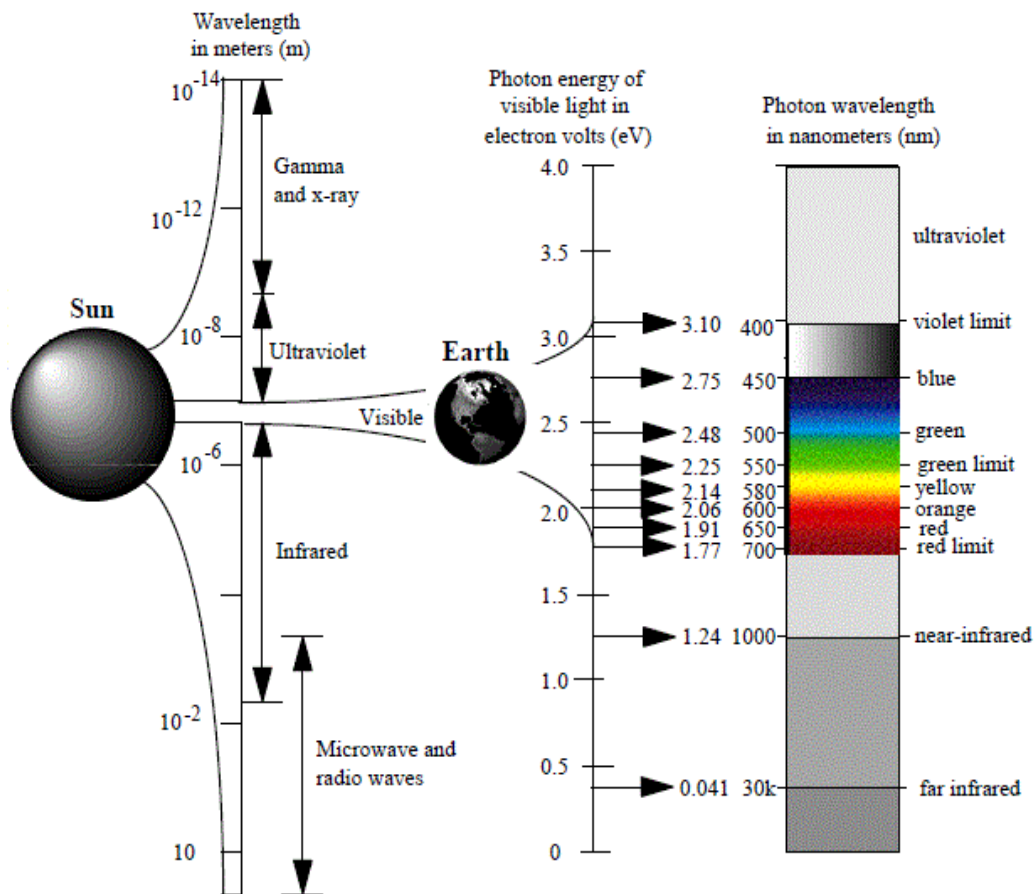 Wavelength
in meters (m)
10-14
Gamma
and x-ray
10-12
Sun
10-8
Ultraviolet
Visible
10-6
Infrared
10-2
Microwave and
radio waves
10
Earth
Photon energy of
visible light in
electron volts (eV)
4.0
3.5
3.0
2.5
2.0
1.5
1.0
0.5
0
Photon wavelength
in nanometers (nm)
ultraviolet
3.10 400 violet limit
2.75 450 blue
2.48 500 green
2.25 550 green limit
2.14 580 yellow
2.06 600 orange
1.91 650 red
1.77 700 red limit
1.24 1000 near-infrared
0.041 30k far infrared